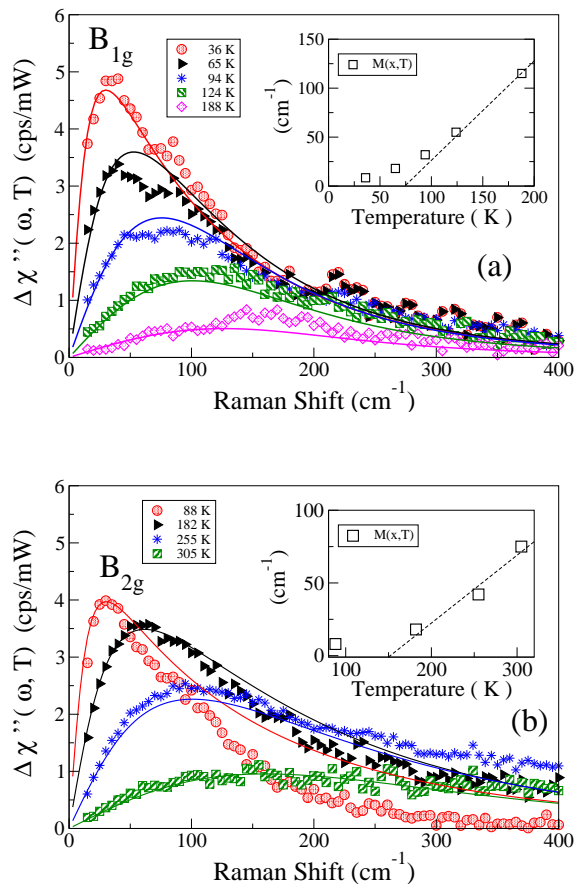 6
5
4
3
2
1
0
0
100
200
300
400
Raman Shift (cm-1)
Δ χ ’’ ( ω, T)  (cps/mW)
B1g
36 K
65 K
94 K
124 K
188 K
150
125
100
75
50
25
0
0
50
100
150
200
Temperature ( K )
(cm-1)
M(x,T)
(a)
6
5
4
3
2
1
0
0
100
200
300
400
Raman Shift (cm-1)
Δ χ ’’ ( ω, T)  (cps/mW)
B2g
88 K
182 K
255 K
305 K
100
50
0
100
200
300
Temperature ( K )
(cm-1)
M(x,T)
(b)